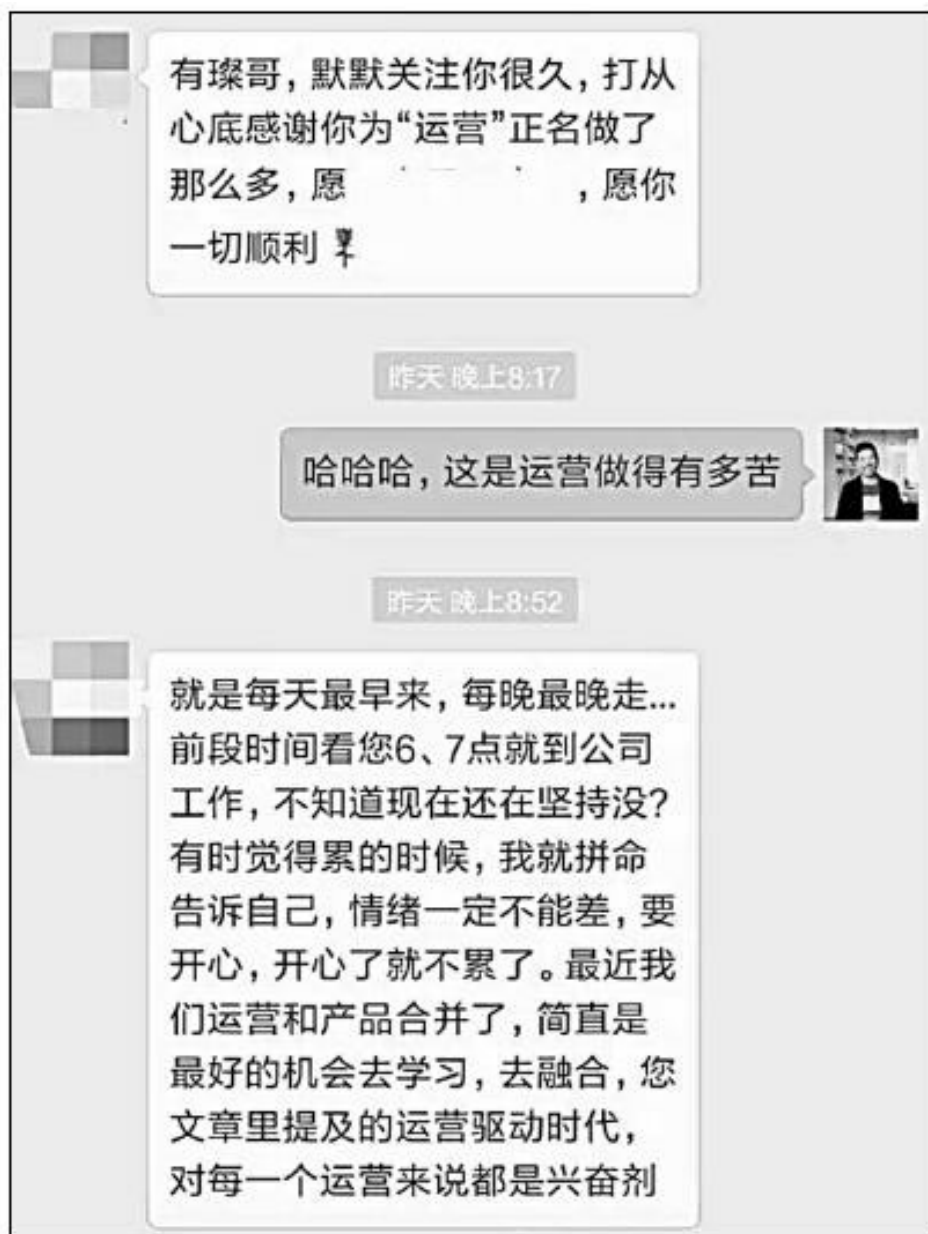 有璨哥，默默关注你很久，打从
心底感谢你为“运营”正名做了
那么多，愿　　　　　，愿你
一切顺利
昨天 晚上8:17
哈哈哈，这是运营做得有多苦
昨天 晚上8:52
就是每天最早来，每晚最晚走...
前段时间看您6、7点就到公司
工作，不知道现在还在坚持没？
有时觉得累的时候，我就拼命
告诉自己，情绪一定不能差，要
开心，开心了就不累了。最近我
们运营和产品合并了，简直是
最好的机会去学习，去融合，您
文章里提及的运营驱动时代，
对每一个运营来说都是兴奋剂